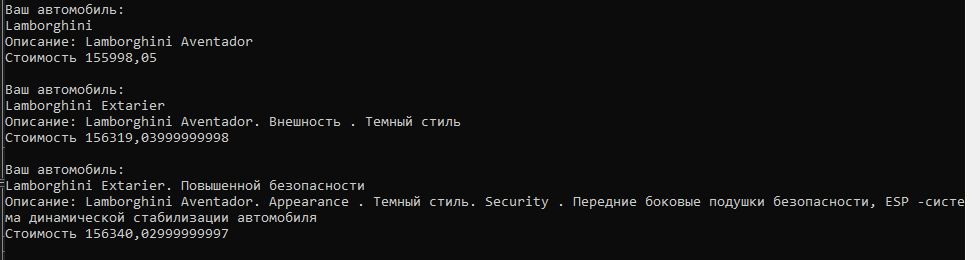 Ваш автомобиль:
Lamborghini
Описание: Lamborghini Aventador
Стоимость 155998,05
Ваш автомобиль:
Lamborghini Extarier
Описание: Lamborghini Aventador. Внешность . Темный стиль
Стоимость 156319,03999999998
Ваш автомобиль:
Lamborghini Extarier. Повышенной безопасности
Описание: Lamborghini Aventador. Appearance . Темный стиль. Security . Передние боковые подушки безопасности, ESP -систе
ма динамической стабилизации автомобиля
Стоимость 156340,02999999997